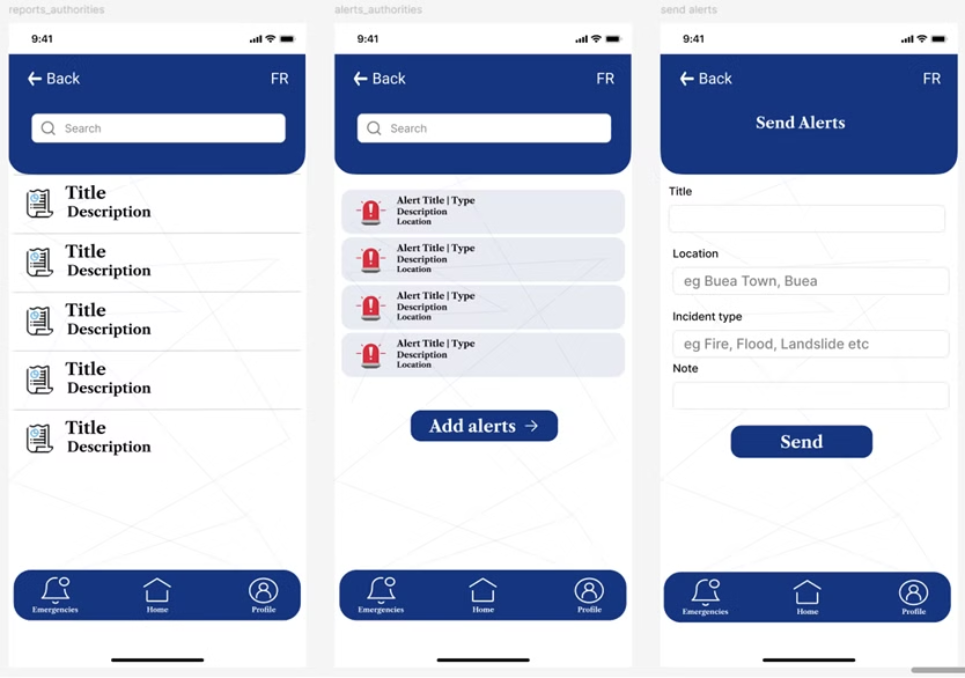 reports_authorities
9:41
Back
FR
Search
Title
Description
Title
Description
Title
Description
Title
Description
Title
Description
Emergencies
Home
Profile
alerts_authorities
9:41
Back
FR
Search
Alert Title | Type
Description
Location
Alert Title | Type
Description
Location
Alert Title | Type
Description
Location
Alert Title | Type
Description
Location
Add alerts
Emergencies
Home
Profile
send alerts
9:41
Back
FR
Send Alerts
Title
Location
eg Buea Town, Buea
Incident type
eg Fire, Flood, Landslide etc
Note
Send
Emergencies
Home
Profile